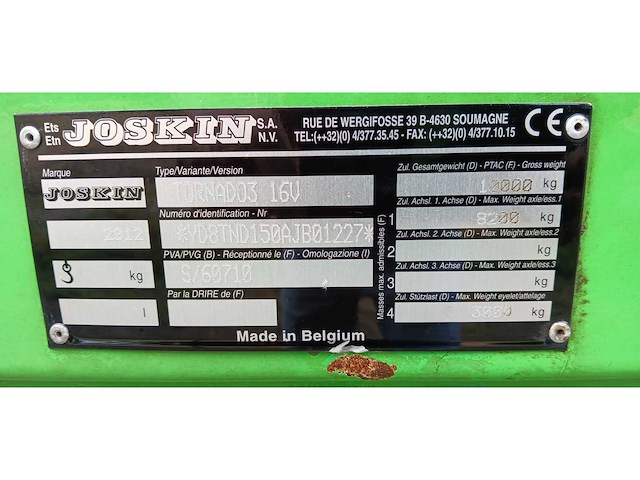 Ets Etn JOSKIN S.A. N.V.
RUE DE WERGIFOSSE 39 B-4630 SOUMAGNE
TEL:(++32)(0) 4/377.35.45 - FAX: (++32)(0) 4/377.10.15
CE
Marque
JOSKIN
2012
kg
l
Type/Variante/Version
TORNADO3 16V
Numéro d'identification - Nr
*YD8TND150AJB01227*
PVA/PVG (B) - Réceptionné le (F) - Omologazione (I)
S/60710
Par la DRIRE de (F)
Masses max. admissibles (F)
Zul. Gesamtgewicht (D) - PTAC (F) - Gross weight
kg
Zul. Achsl. 1. Achse (D) - Max. Weight axle/ess.1
1 8200 kg
Zul. Achsl. 2. Achse (D) - Max. Weight axle/ess.2
2 kg
Zul. Achsl. 3. Achse (D) - Max. Weight axle/ess.3
3 kg
Zul. Stützlast (D) - Max. Weight eyelet/attelage
4 kg
Made in Belgium